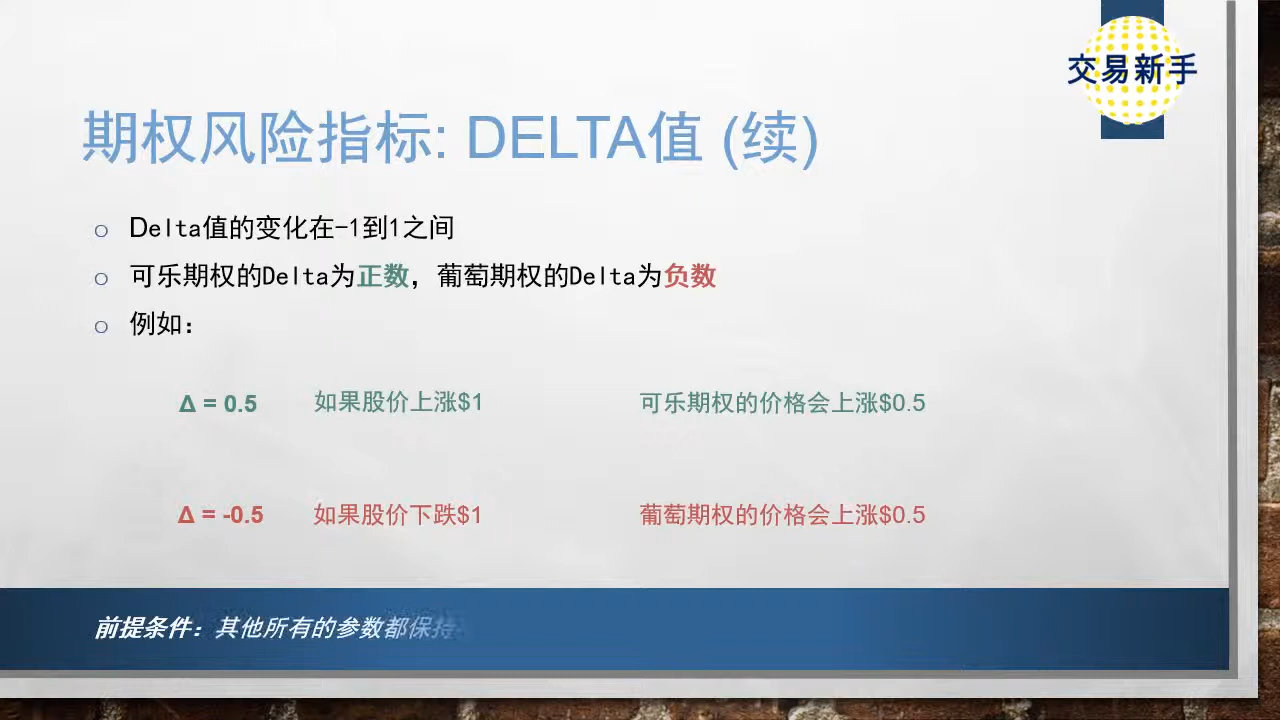 交易新手
期权风险指标: DELTA值 (续)
Delta值的变化在-1到1之间
可乐期权的Delta为正数，葡萄期权的Delta为负数
例如：
Δ = 0.5 如果股价上涨$1 可乐期权的价格会上涨$0.5
Δ = -0.5 如果股价下跌$1 葡萄期权的价格会上涨$0.5
前提条件：其他所有的参数都保持